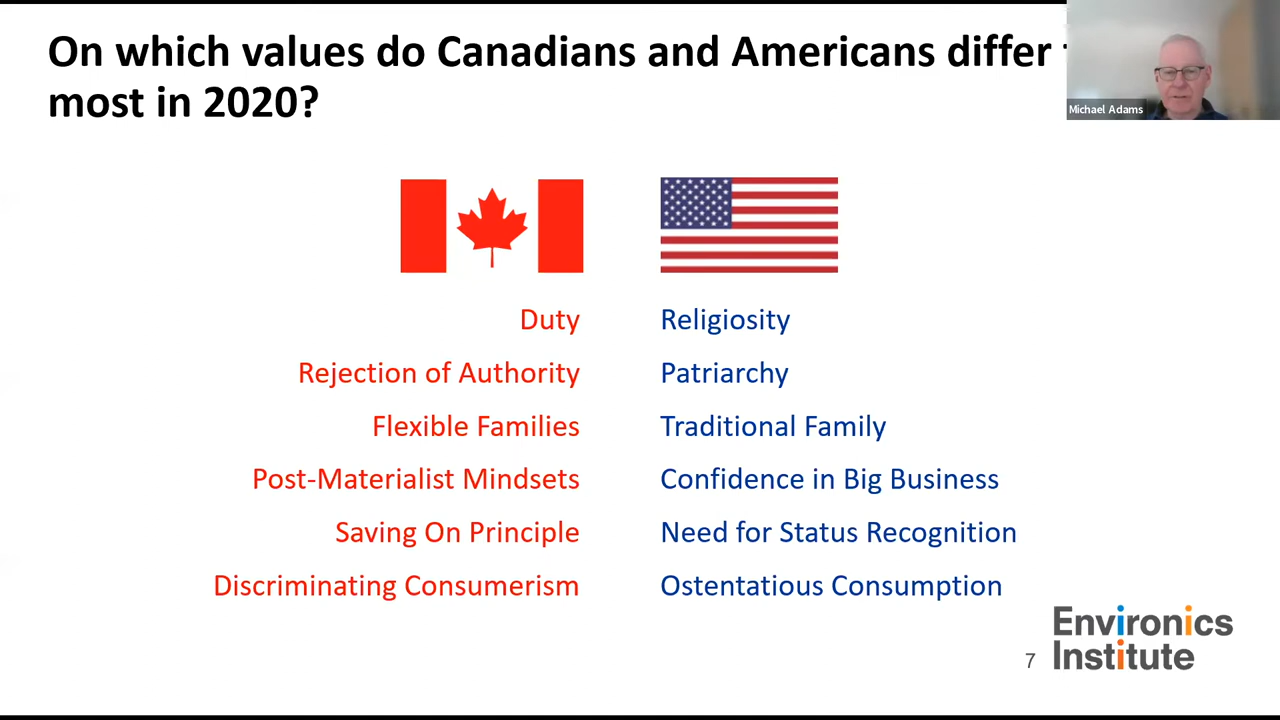 On which values do Canadians and Americans differ
most in 2020?
Michael Adams
Duty
Religiosity
Rejection of Authority
Patriarchy
Flexible Families
Traditional Family
Post-Materialist Mindsets
Confidence in Big Business
Saving On Principle
Need for Status Recognition
Discriminating Consumerism
Ostentatious Consumption
7
Environics
Institute